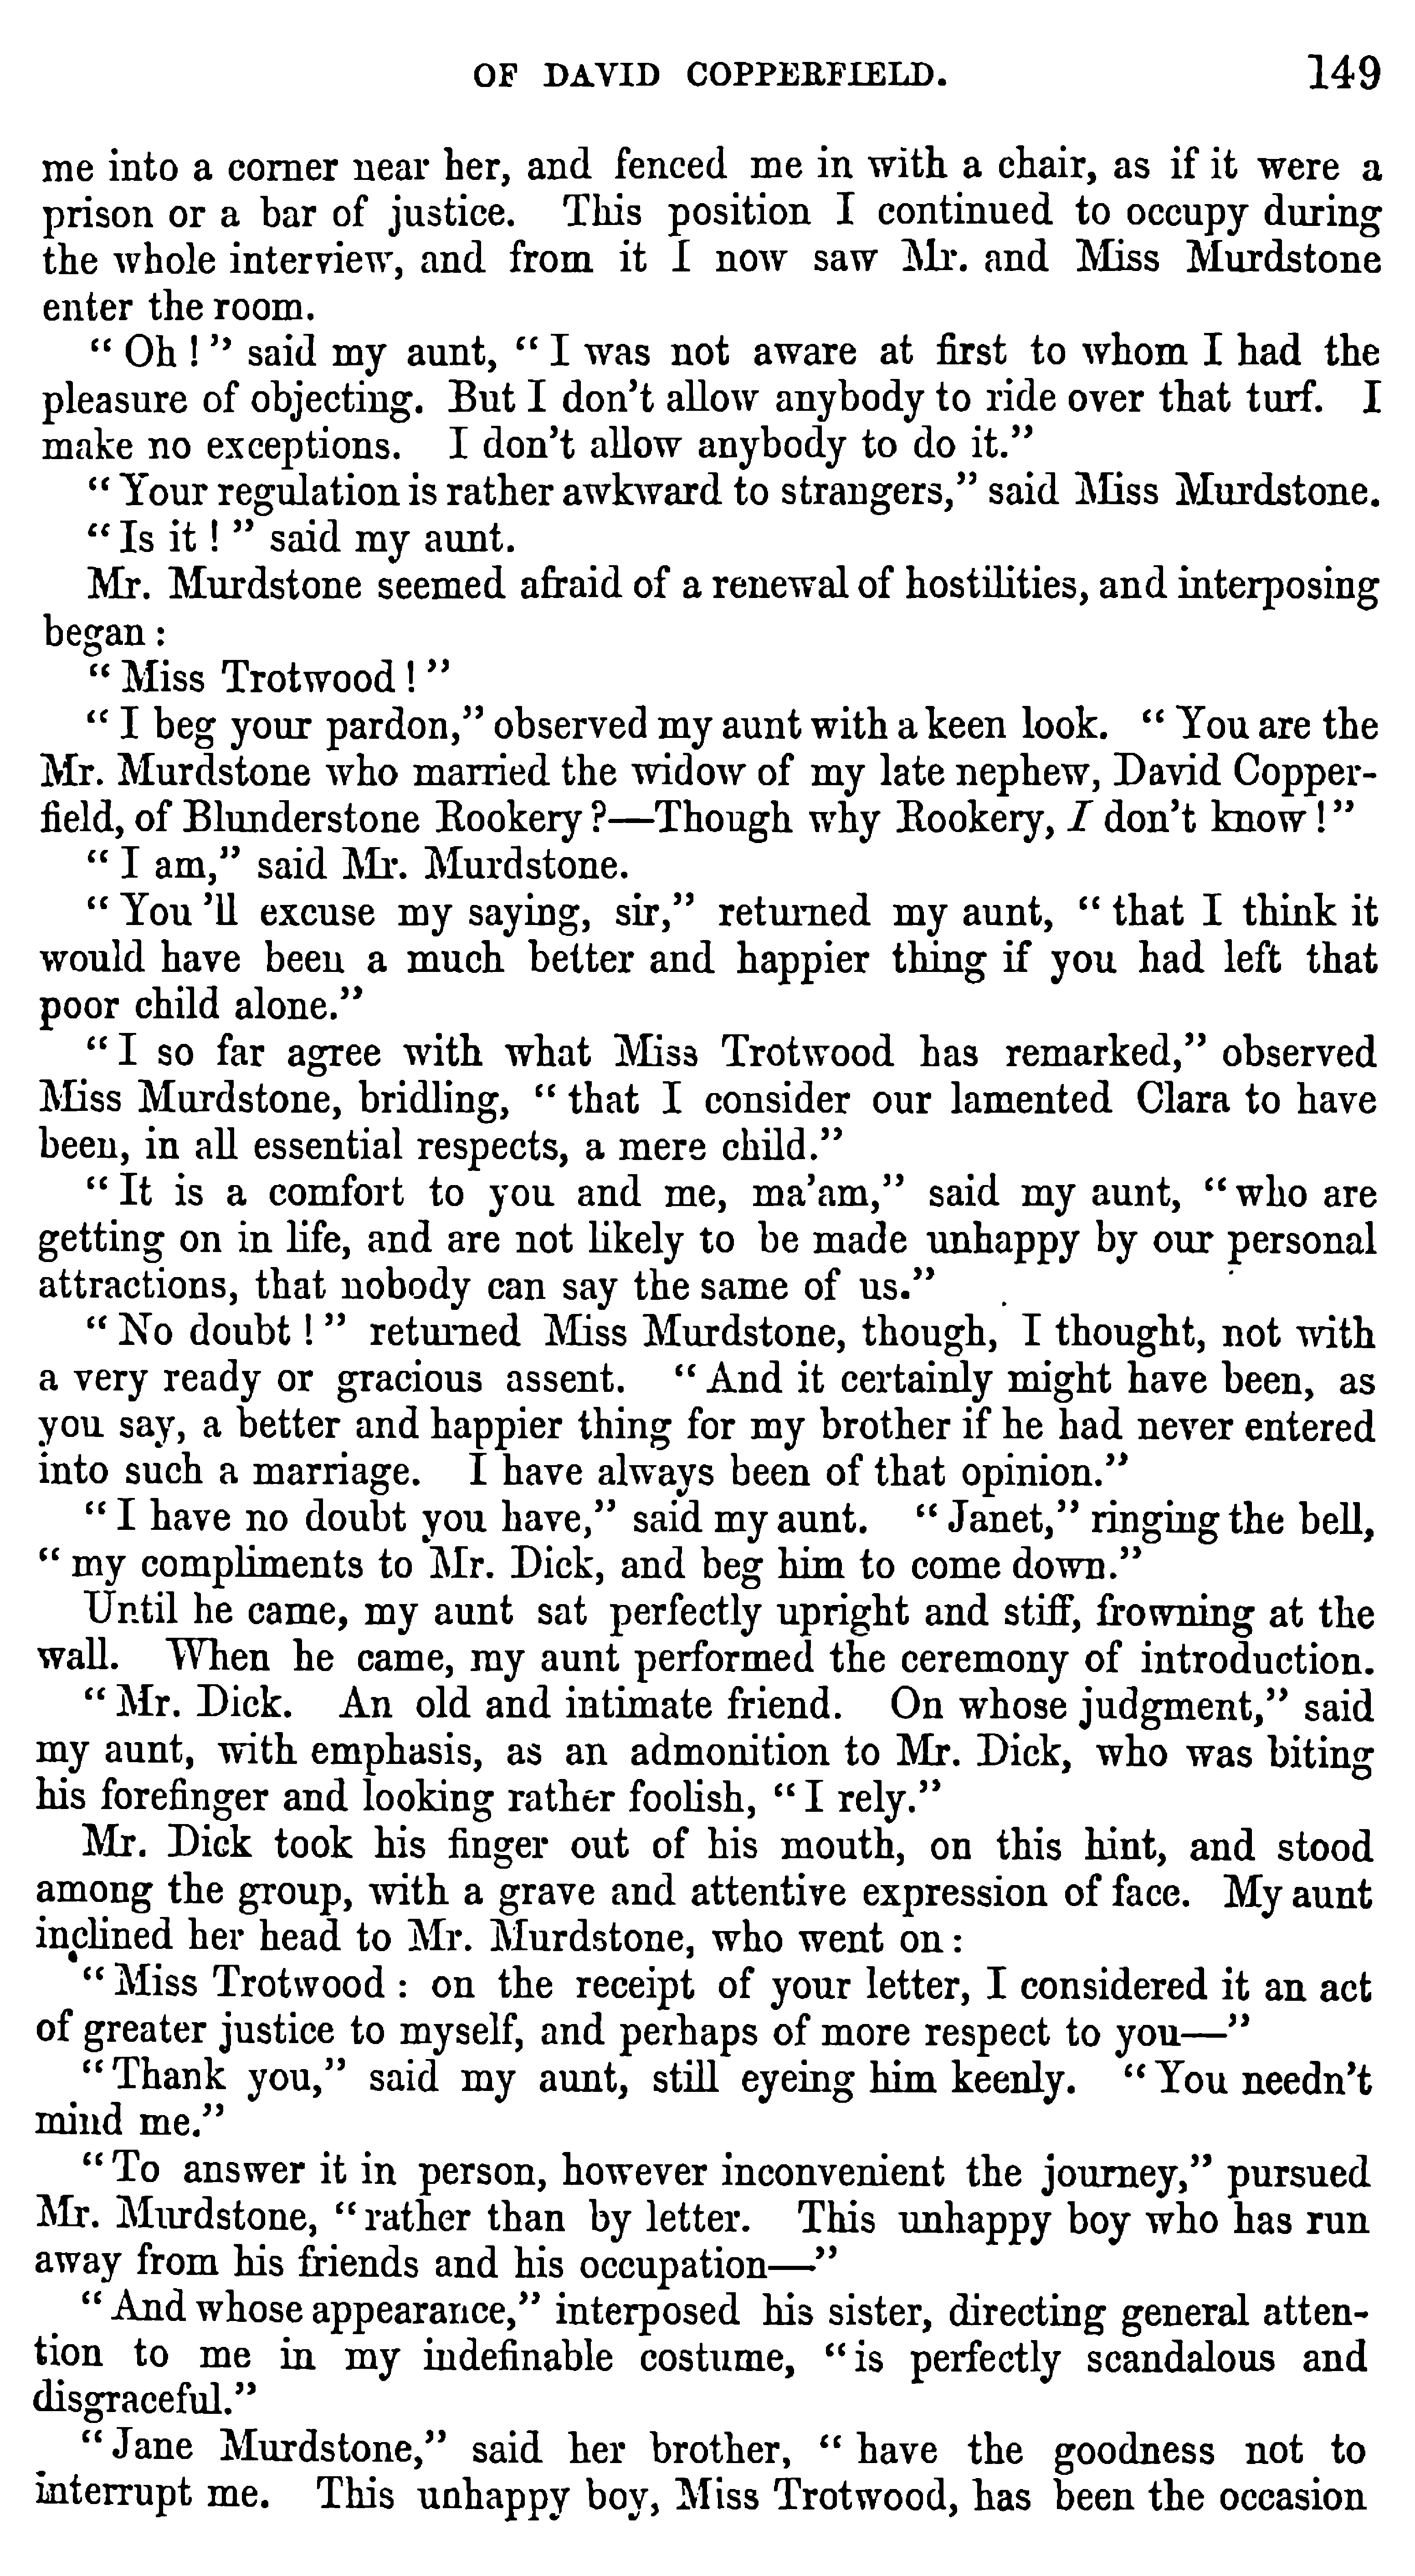 OF DAVID COPPERFIELD. 149
me into a corner near her, and fenced me in with a chair, as if it were a
prison or a bar of justice. This position I continued to occupy during
the whole interview, and from it I now saw Mr. and Miss Murdstone
enter the room.
“ Oh ! ” said my aunt, “ I was not aware at first to whom I had the
pleasure of objecting. But I don’t allow anybody to ride over that turf. I
make no exceptions. I don’t allow anybody to do it.”
“ Your regulation is rather awkward to strangers,” said Miss Murdstone.
“ Is it ! ” said my aunt.
Mr. Murdstone seemed afraid of a renewal of hostilities, and interposing
began :
“ Miss Trotwood ! ”
“ I beg your pardon,” observed my aunt with a keen look. “ You are the
Mr. Murdstone who married the widow of my late nephew, David Copper-
field, of Blunderstone Rookery ?—Though why Rookery, I don’t know ! ”
“ I am,” said Mr. Murdstone.
“ You ’ll excuse my saying, sir,” returned my aunt, “ that I think it
would have been a much better and happier thing if you had left that
poor child alone.”
“ I so far agree with what Miss Trotwood has remarked,” observed
Miss Murdstone, bridling, “ that I consider our lamented Clara to have
been, in all essential respects, a mere child.”
“ It is a comfort to you and me, ma’am,” said my aunt, “ who are
getting on in life, and are not likely to be made unhappy by our personal
attractions, that nobody can say the same of us.”
“ No doubt ! ” returned Miss Murdstone, though, I thought, not with
a very ready or gracious assent. “ And it certainly might have been, as
you say, a better and happier thing for my brother if he had never entered
into such a marriage. I have always been of that opinion.”
“ I have no doubt you have,” said my aunt. “ Janet,” ringing the bell,
“ my compliments to Mr. Dick, and beg him to come down.”
Until he came, my aunt sat perfectly upright and stiff, frowning at the
wall. When he came, my aunt performed the ceremony of introduction.
“ Mr. Dick. An old and intimate friend. On whose judgment,” said
my aunt, with emphasis, as an admonition to Mr. Dick, who was biting
his forefinger and looking rather foolish, “ I rely.”
Mr. Dick took his finger out of his mouth, on this hint, and stood
among the group, with a grave and attentive expression of face. My aunt
inclined her head to Mr. Murdstone, who went on :
“ Miss Trotwood : on the receipt of your letter, I considered it an act
of greater justice to myself, and perhaps of more respect to you—”
“ Thank you,” said my aunt, still eyeing him keenly. “ You needn’t
mind me.”
“ To answer it in person, however inconvenient the journey,” pursued
Mr. Murdstone, “ rather than by letter. This unhappy boy who has run
away from his friends and his occupation—”
“ And whose appearance,” interposed his sister, directing general atten-
tion to me in my indefinable costume, “ is perfectly scandalous and
disgraceful.”
“ Jane Murdstone,” said her brother, “ have the goodness not to
interrupt me. This unhappy boy, Miss Trotwood, has been the occasion